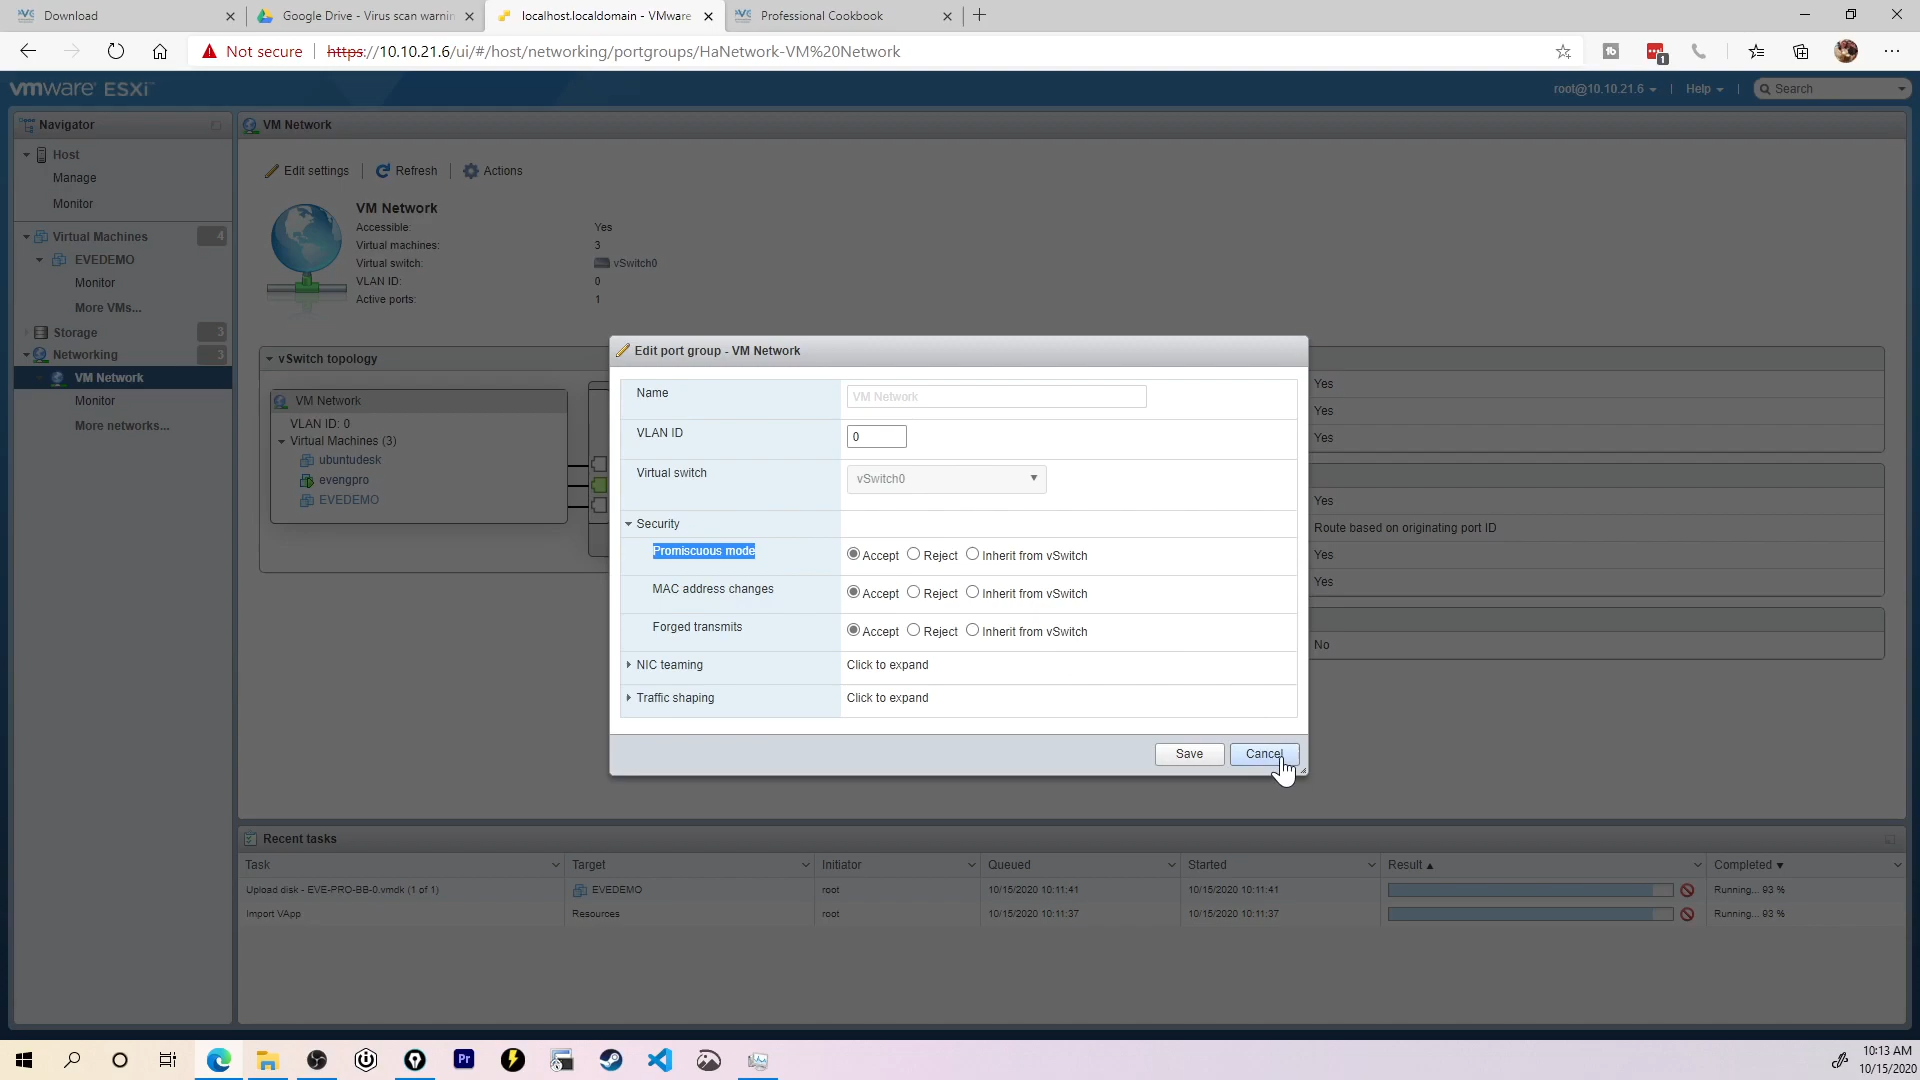 Download
Google Drive - Virus scan warnin
localhost.localdomain - VMware
Professional Cookbook
Not secure
https://10.10.21.6/ui/#/host/networking/portgroups/HaNetwork-VM%20Network
1
vmware ESXi™
root@10.10.21.6
|
Help
|
Search
Navigator
VM Network
Host
Manage
Monitor
Virtual Machines
4
EVEDEMO
Monitor
More VMs...
Storage
3
Networking
3
VM Network
Monitor
More networks...
Edit settings
Refresh
Actions
VM Network
Accessible:
Yes
Virtual machines:
3
Virtual switch:
vSwitch0
VLAN ID:
0
Active ports:
1
vSwitch topology
VM Network
VLAN ID: 0
Virtual Machines (3)
ubuntudesk
evengpro
EVEDEMO
Yes
Yes
Yes
Yes
Route based on originating port ID
Yes
Yes
No
Edit port group - VM Network
Name
VM Network
VLAN ID
0
Virtual switch
vSwitch0
Security
Promiscuous mode
Accept Reject Inherit from vSwitch
MAC address changes
Accept Reject Inherit from vSwitch
Forged transmits
Accept Reject Inherit from vSwitch
NIC teaming
Click to expand
Traffic shaping
Click to expand
Save
Cancel
Recent tasks
Task
Target
Initiator
Queued
Started
Result
Completed
Upload disk - EVE-PRO-BB-0.vmdk (1 of 1)
EVEDEMO
root
10/15/2020 10:11:41
10/15/2020 10:11:41
Running... 93 %
Import VApp
Resources
root
10/15/2020 10:11:37
10/15/2020 10:11:37
Running... 93 %
Pr
10:13 AM
10/15/2020